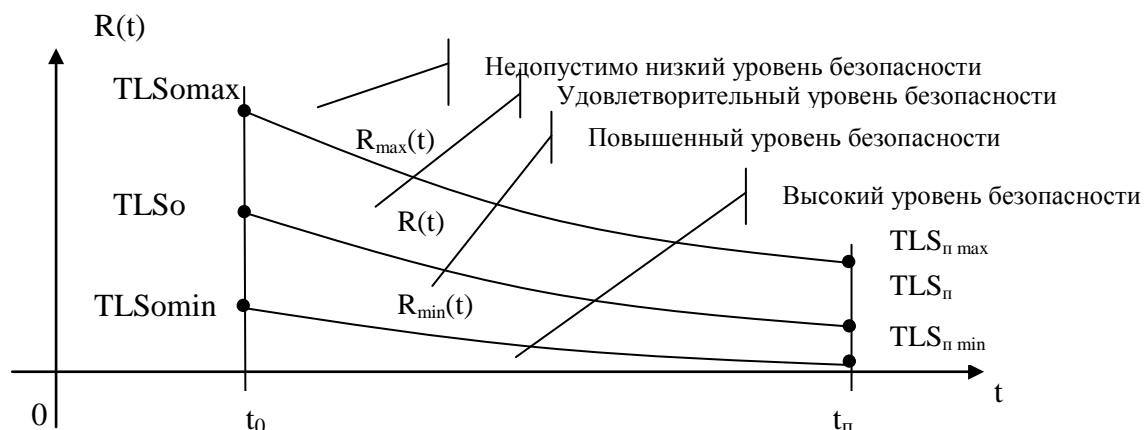 R(t)
Недопустимо низкий уровень безопасности
TLSomax
Удовлетворительный уровень безопасности
Rmax(t)
Повышенный уровень безопасности
Высокий уровень безопасности
TLSo
R(t)
TLSп max
TLSп
TLSomin
Rmin(t)
TLSп min
t
0
t0
tп